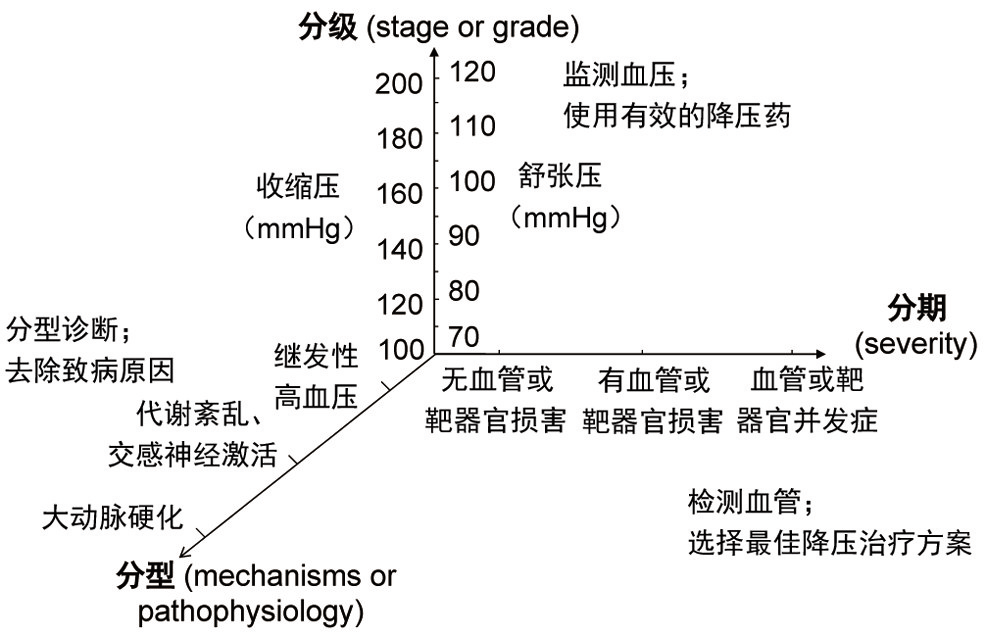 分级 (stage or grade)
200
180
160
140
120
100
120
110
100
90
80
70
收缩压
（mmHg）
舒张压
（mmHg）
监测血压；
使用有效的降压药
分期
(severity)
无血管或
靶器官损害
有血管或
靶器官损害
血管或靶
器官并发症
检测血管；
选择最佳降压治疗方案
分型诊断；
去除致病原因
继发性
高血压
代谢紊乱、
交感神经激活
大动脉硬化
分型 (mechanisms or
pathophysiology)